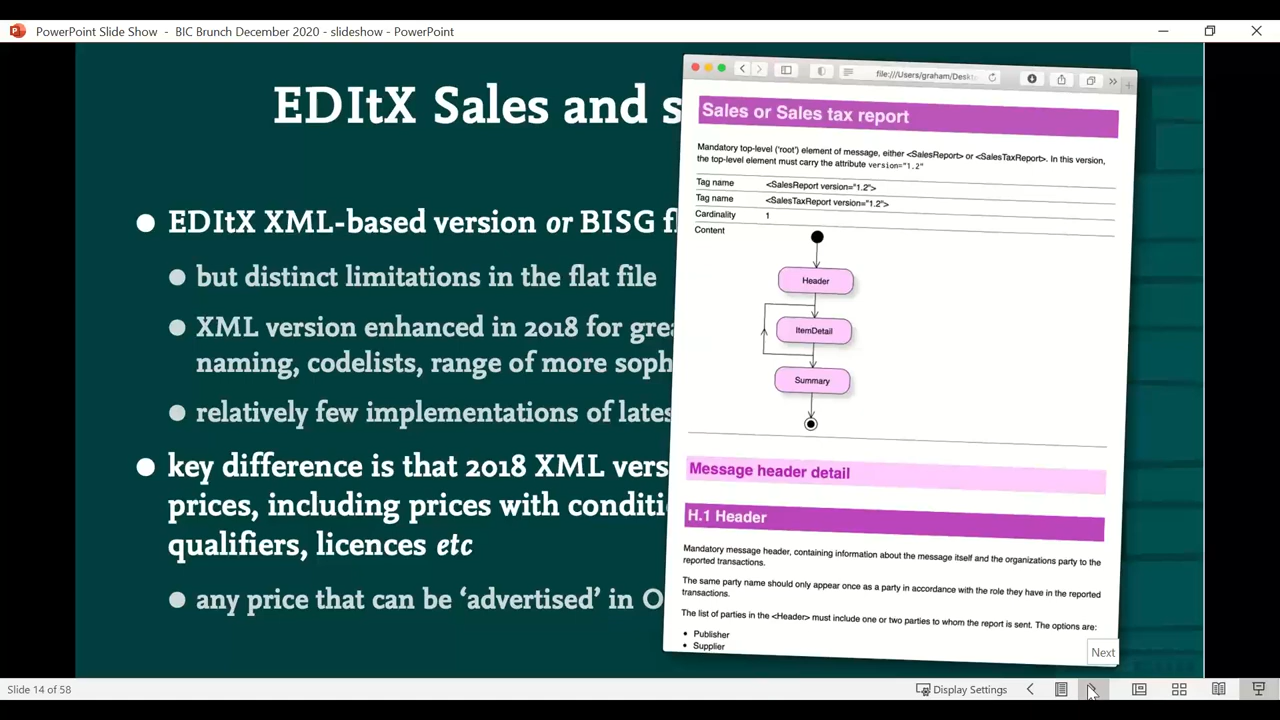 PowerPoint Slide Show - BIC Brunch December 2020 - slideshow - PowerPoint
EDItX Sales and s
EDItX XML-based version or BISG fl
but distinct limitations in the flat file
XML version enhanced in 2018 for grea
naming, codelists, range of more soph
relatively few implementations of lates
key difference is that 2018 XML vers
prices, including prices with conditi
qualifiers, licences etc
any price that can be ‘advertised’ in O
file:///Users/graham/Deskt
Sales or Sales tax report
Mandatory top-level (‘root’) element of message, either <SalesReport> or <SalesTaxReport>. In this version,
the top-level element must carry the attribute version="1.2"
Tag name <SalesReport version="1.2">
Tag name <SalesTaxReport version="1.2">
Cardinality 1
Content
Header
ItemDetail
Summary
Message header detail
H.1 Header
Mandatory message header, containing information about the message itself and the organizations party to the
reported transactions.
The same party name should only appear once as a party in accordance with the role they have in the reported
transactions.
The list of parties in the <Header> must include one or two parties to whom the report is sent. The options are:
Publisher
Supplier
Next
Slide 14 of 58
Display Settings